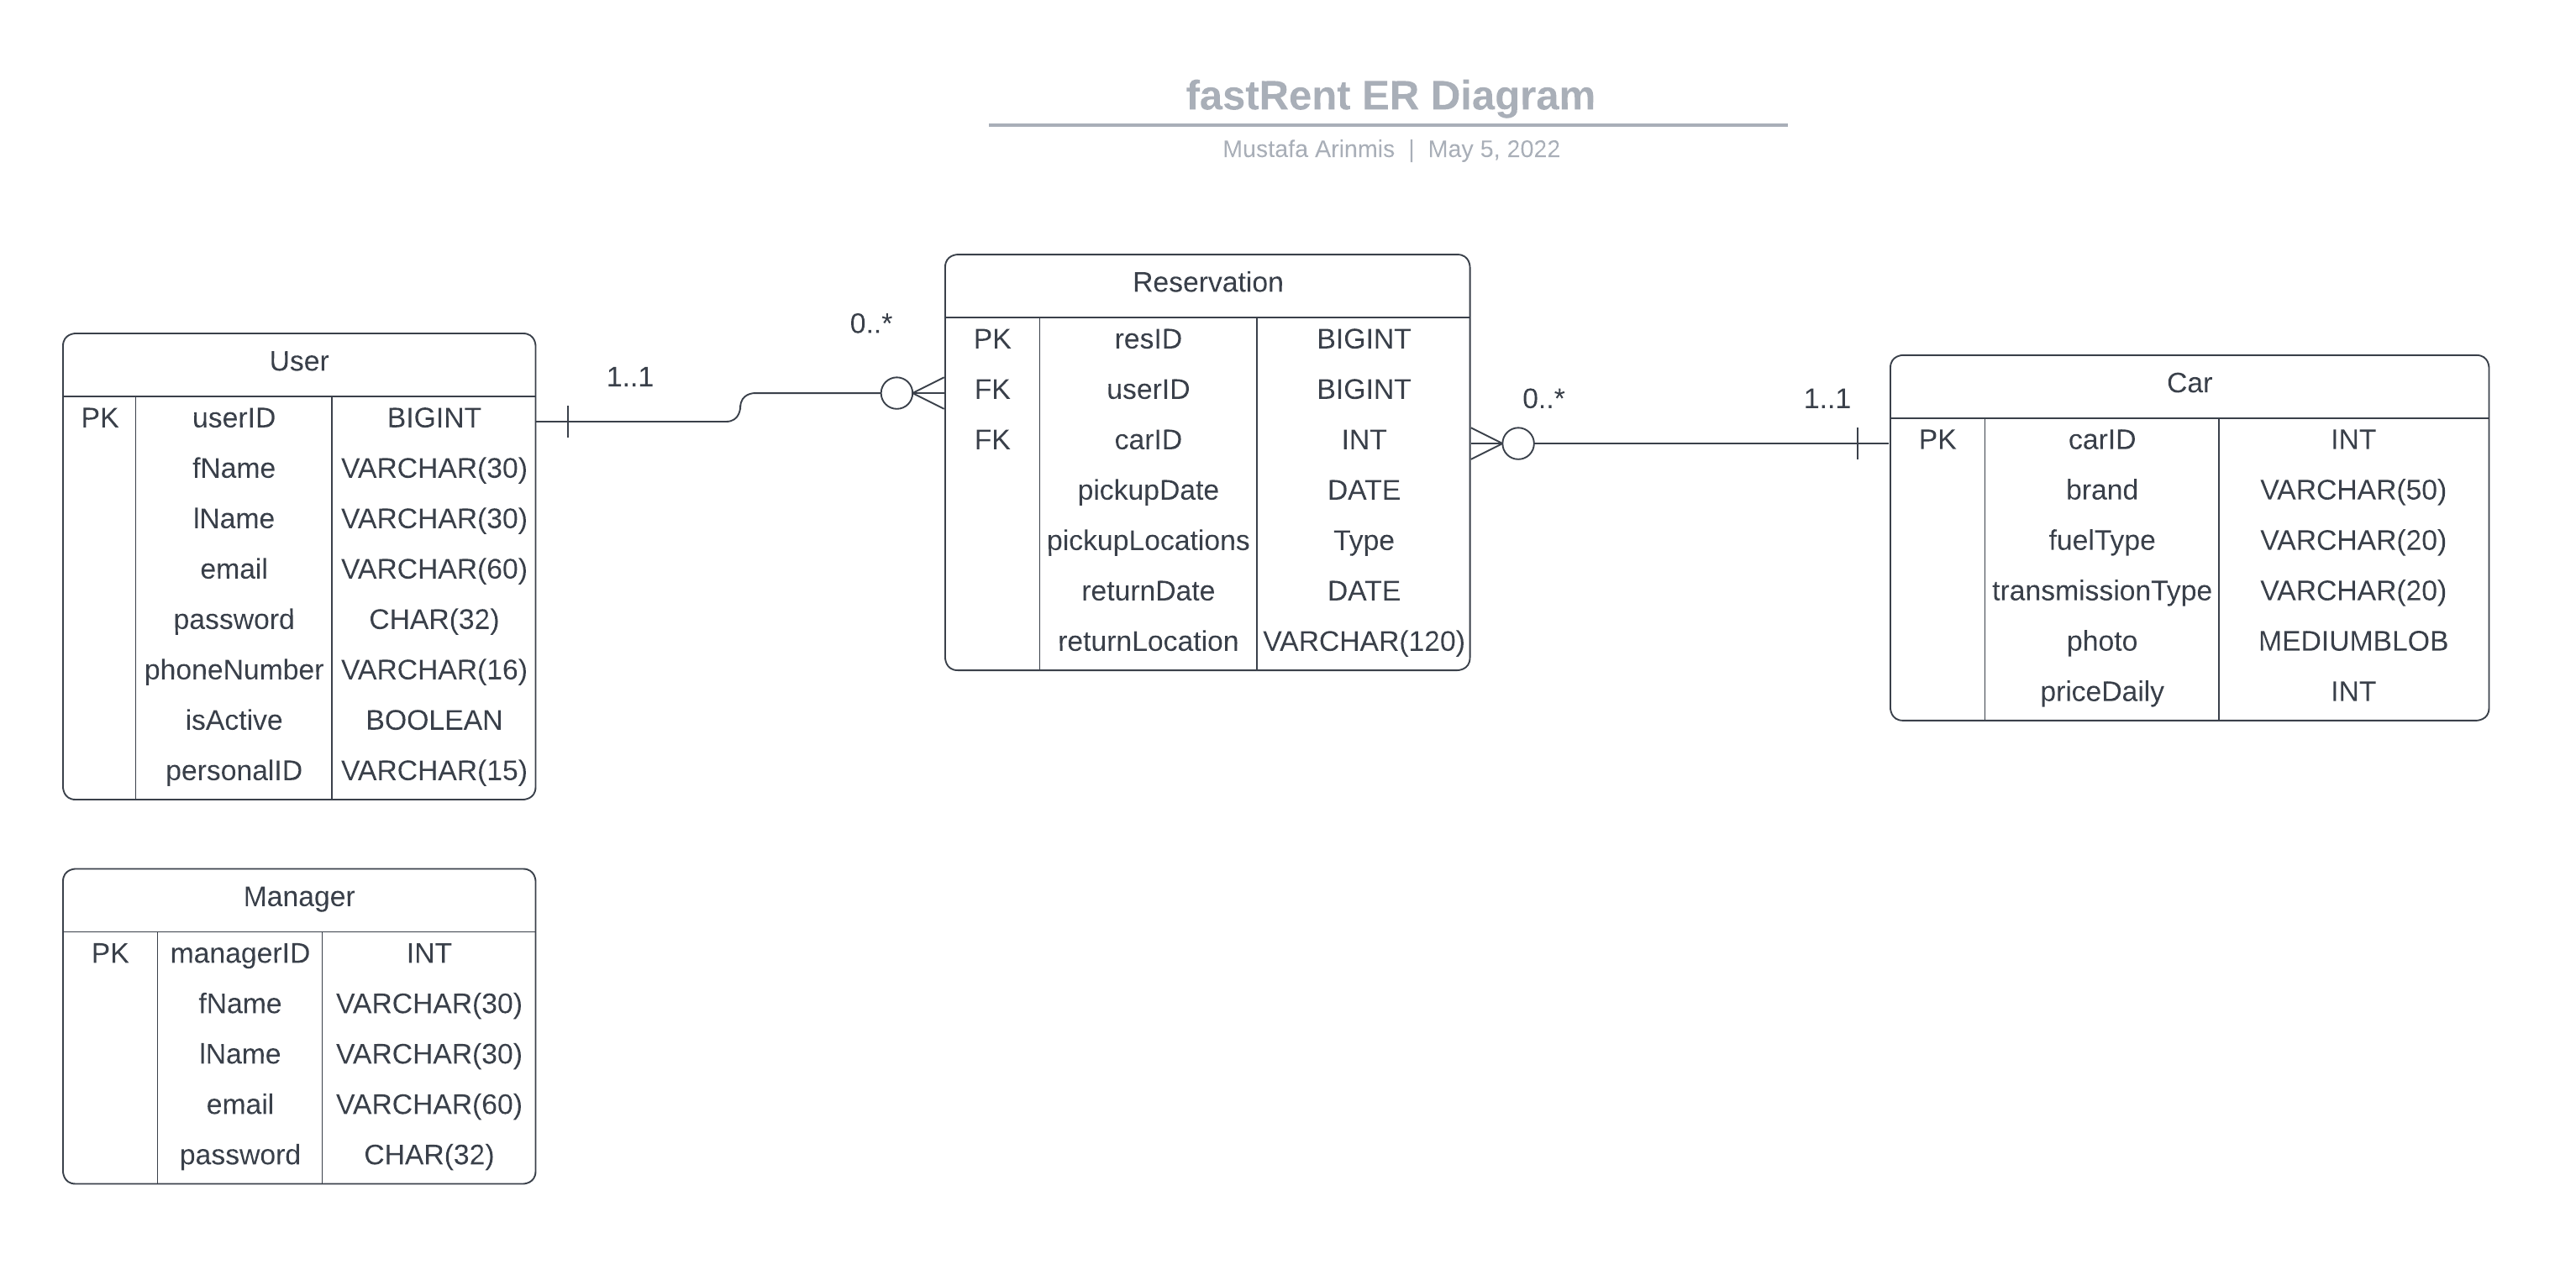 fastRent ER Diagram
Mustafa Arinmis | May 5, 2022
User
PK userID BIGINT
fName VARCHAR(30)
lName VARCHAR(30)
email VARCHAR(60)
password CHAR(32)
phoneNumber VARCHAR(16)
isActive BOOLEAN
personalID VARCHAR(15)
1..1
0..*
Reservation
PK resID BIGINT
FK userID BIGINT
FK carID INT
pickupDate DATE
pickupLocations Type
returnDate DATE
returnLocation VARCHAR(120)
0..*
1..1
Car
PK carID INT
brand VARCHAR(50)
fuelType VARCHAR(20)
transmissionType VARCHAR(20)
photo MEDIUMBLOB
priceDaily INT
Manager
PK managerID INT
fName VARCHAR(30)
lName VARCHAR(30)
email VARCHAR(60)
password CHAR(32)